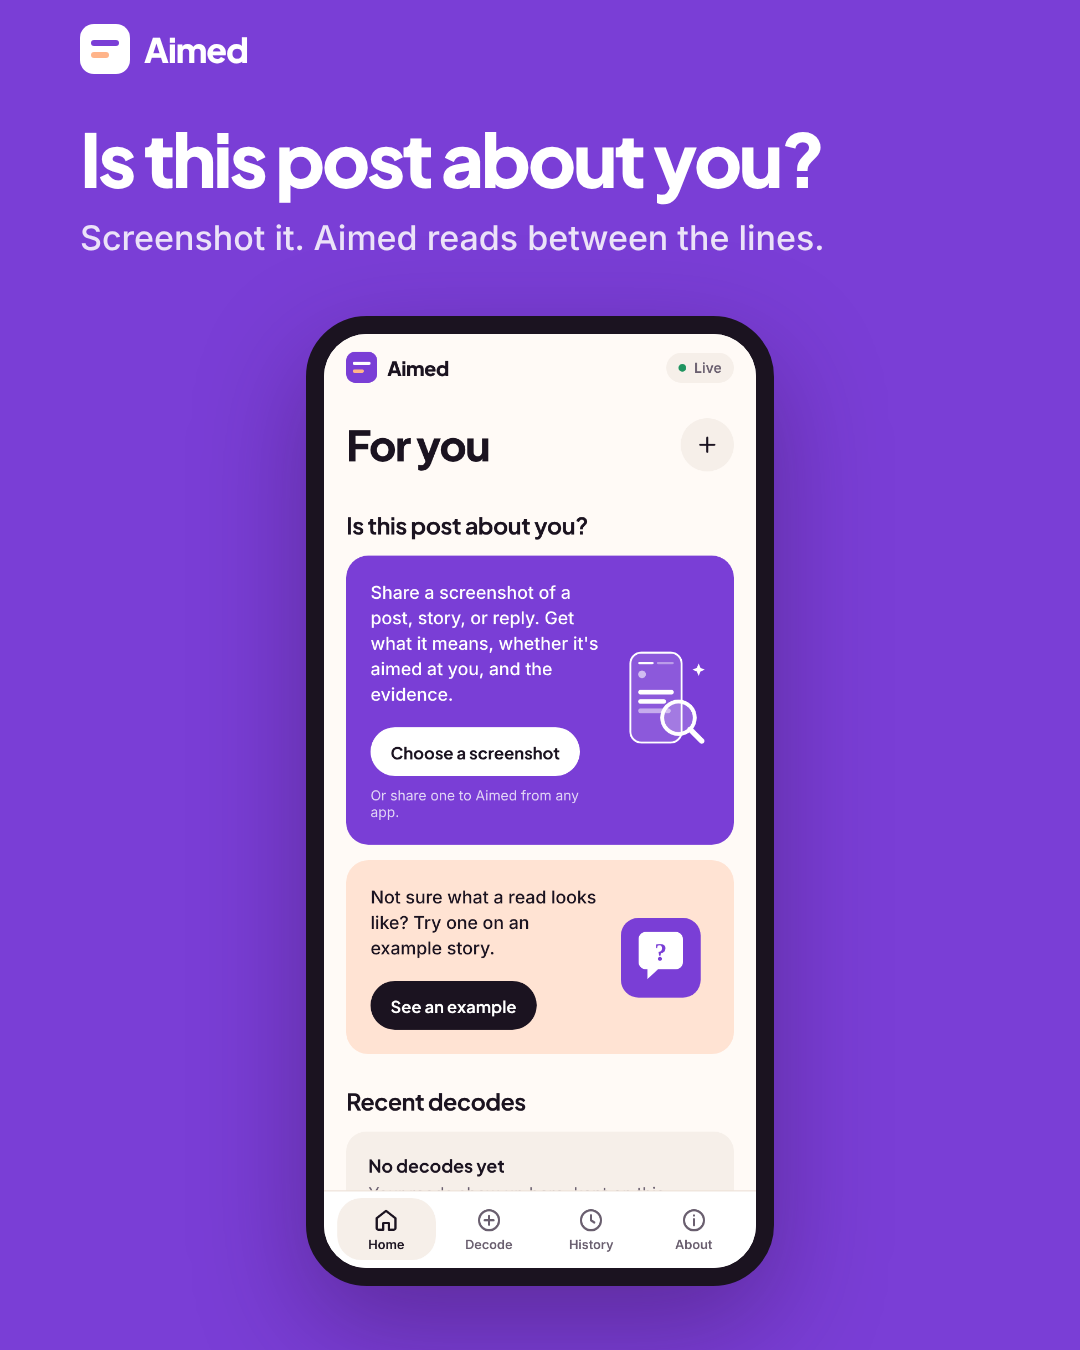 Aimed
Is this post about you?
Screenshot it. Aimed reads between the lines.
Aimed
Live
For you
Is this post about you?
Share a screenshot of a
post, story, or reply. Get
what it means, whether it's
aimed at you, and the
evidence.
Choose a screenshot
Or share one to Aimed from any
app.
Not sure what a read looks
like? Try one on an
example story.
?
See an example
Recent decodes
No decodes yet
Home
Decode
History
About